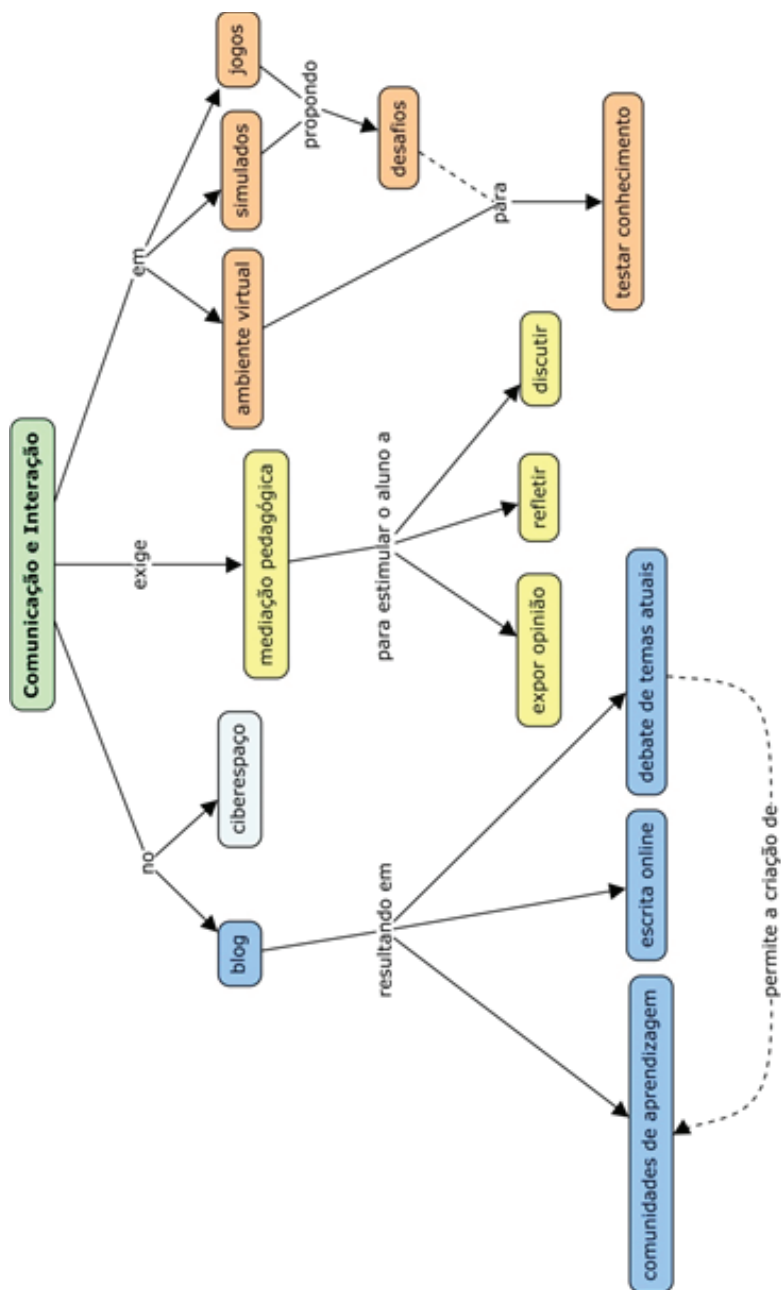 Comunicação e Interação
no
exige
em
blog
ciberespaço
mediação pedagógica
ambiente virtual
simulados
jogos
propondo
resultando em
para estimular o aluno a
desafios
para
expor opinião
refletir
discutir
comunidades de aprendizagem
escrita online
debate de temas atuais
testar conhecimento
permite a criação de